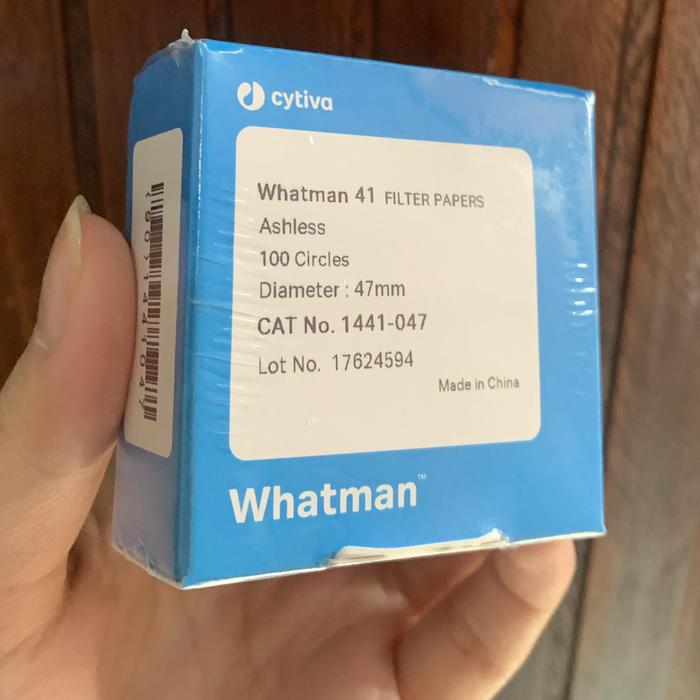 cytiva
Whatman 41 FILTER PAPERS
Ashless
100 Circles
Diameter : 47mm
CAT No. 1441-047
Lot No. 17624594
Made in China
Whatman™